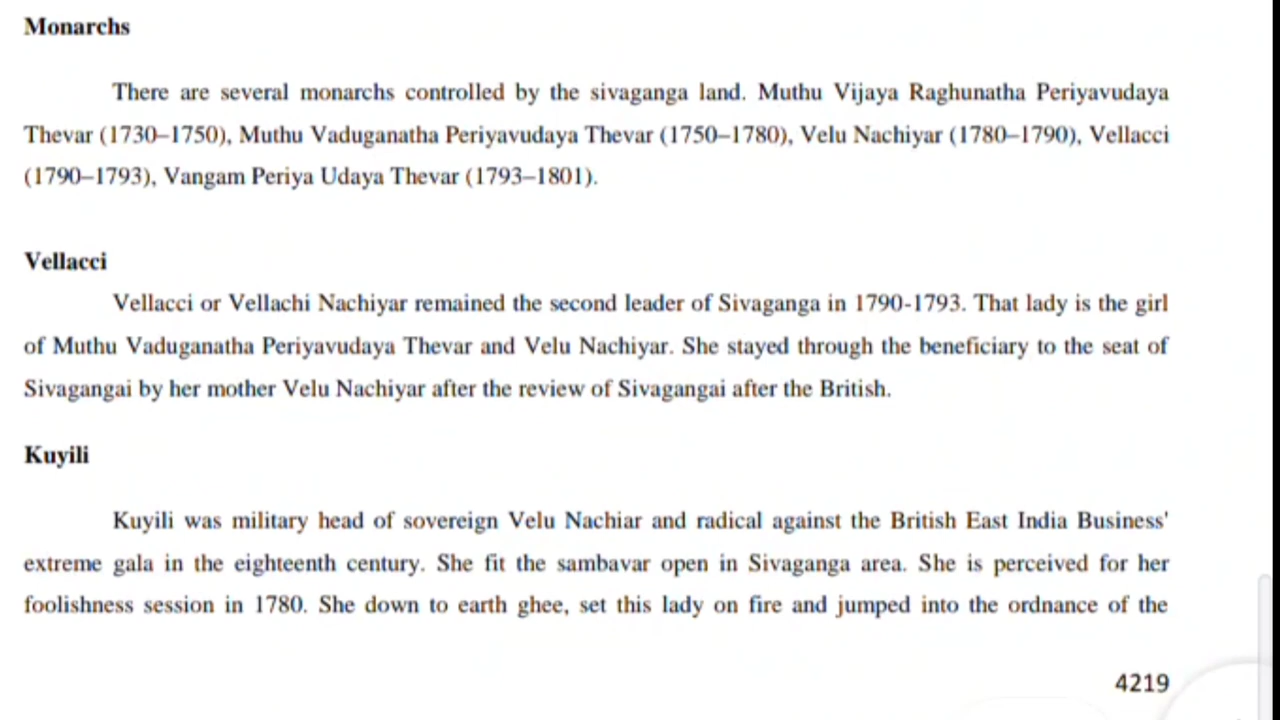 Monarchs
There are several monarchs controlled by the sivaganga land. Muthu Vijaya Raghunatha Periyavudaya
Thevar (1730–1750), Muthu Vaduganatha Periyavudaya Thevar (1750–1780), Velu Nachiyar (1780–1790), Vellacci
(1790–1793), Vangam Periya Udaya Thevar (1793–1801).
Vellacci
Vellacci or Vellachi Nachiyar remained the second leader of Sivaganga in 1790-1793. That lady is the girl
of Muthu Vaduganatha Periyavudaya Thevar and Velu Nachiyar. She stayed through the beneficiary to the seat of
Sivagangai by her mother Velu Nachiyar after the review of Sivagangai after the British.
Kuyili
Kuyili was military head of sovereign Velu Nachiar and radical against the British East India Business'
extreme gala in the eighteenth century. She fit the sambavar open in Sivaganga area. She is perceived for her
foolishness session in 1780. She down to earth ghee, set this lady on fire and jumped into the ordnance of the
4219